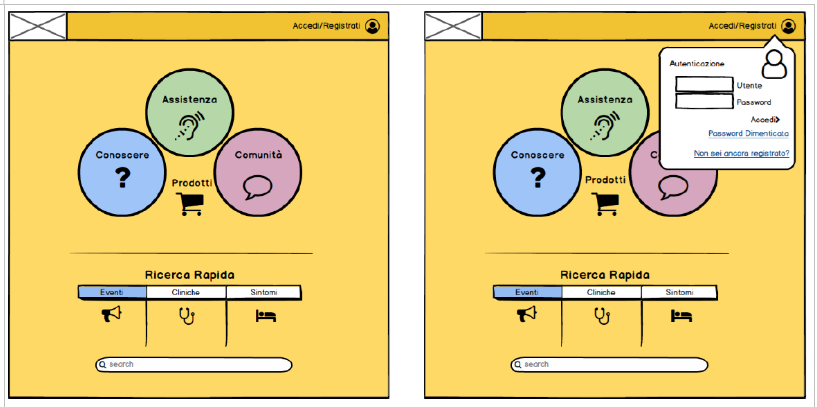 Accedi/Registrati
Assistenza
Conoscere
?
Comunità
Prodotti
Ricerca Rapida
Eventi Cliniche Sintomi
search
Accedi/Registrati
Autenticazione
Utente
Password
Accedi
Password Dimenticata
Non sei ancora registrato?
Assistenza
Conoscere
?
C
Prodotti
Ricerca Rapida
Eventi Cliniche Sintomi
search